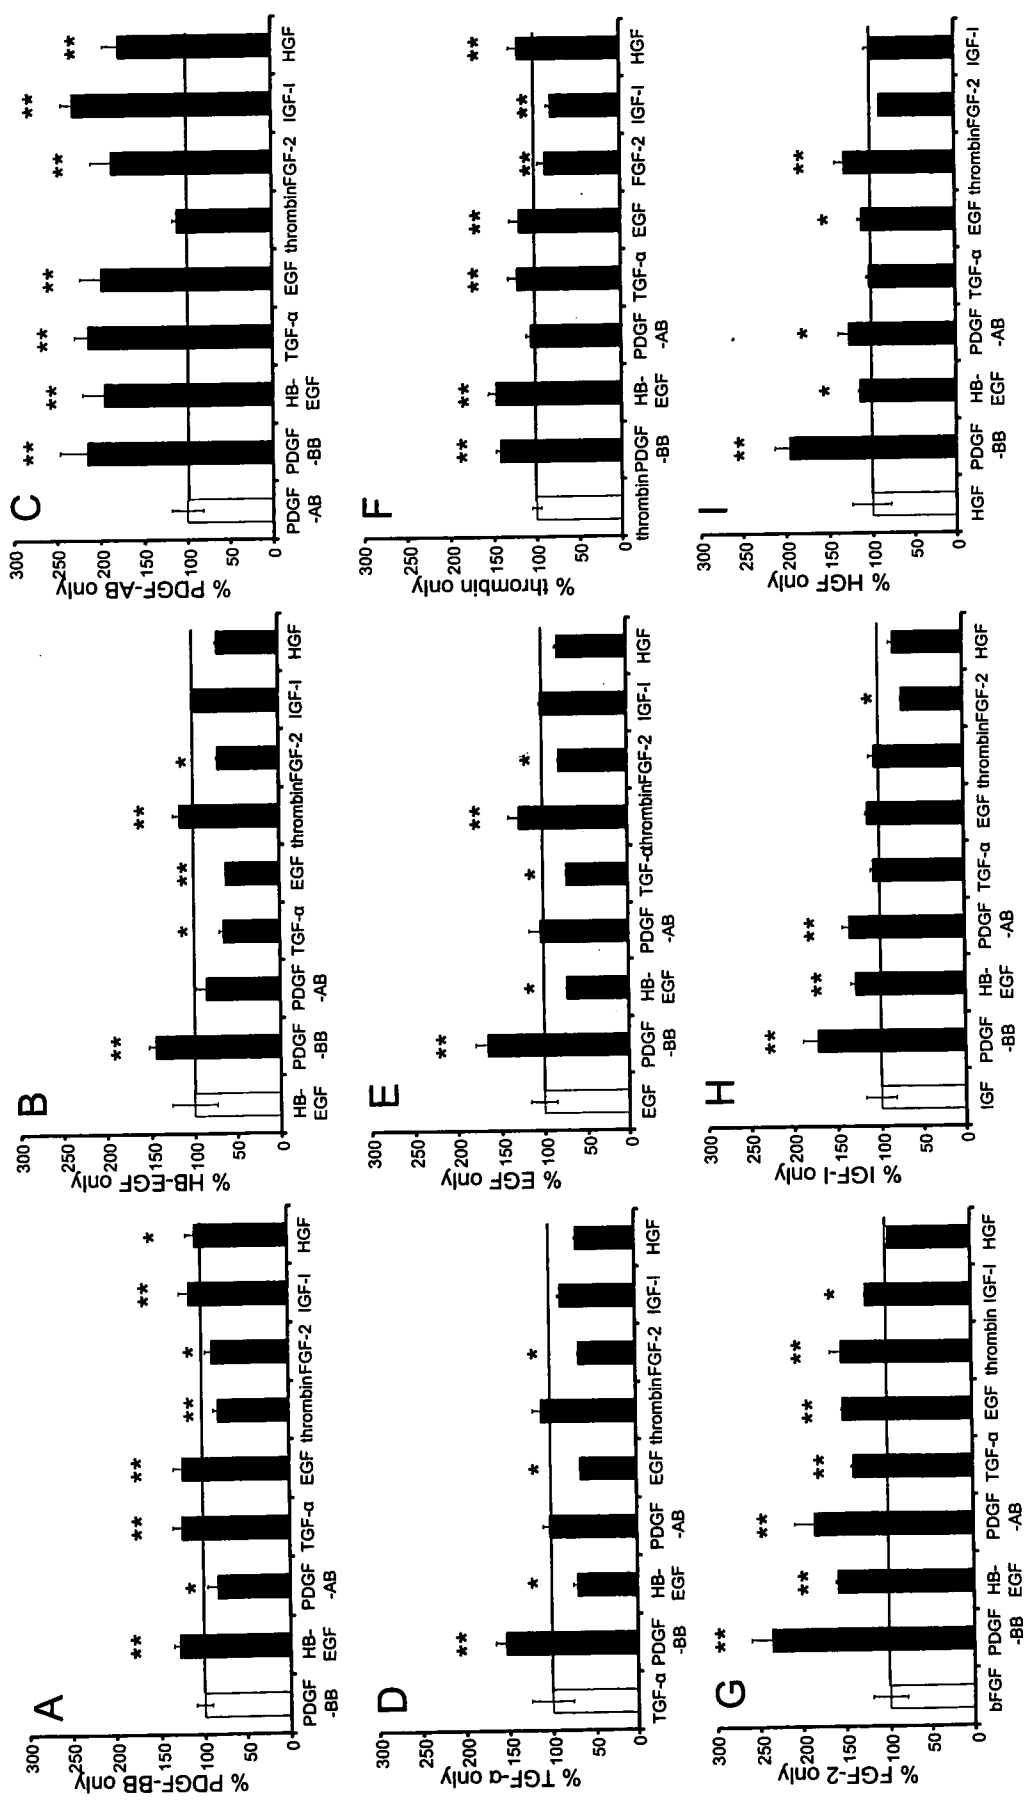 A
% PDGF-BB only
300
250
200
150
100
50
0
** * ** ** ** * ** *
PDGF HB- PDGF TGF-α EGF thrombin FGF-2 IGF-I HGF
-BB EGF -AB
B
% HB-EGF only
300
250
200
150
100
50
0
** * ** ** *
HB- PDGF PDGF TGF-α EGF thrombin FGF-2 IGF-I HGF
EGF -BB -AB
C
% PDGF-AB only
300
250
200
150
100
50
0
** ** ** ** ** ** **
PDGF PDGF HB- TGF-α EGF thrombin FGF-2 IGF-I HGF
-AB -BB EGF
D
% TGF-α only
300
250
200
150
100
50
0
** * * *
TGF-α PDGF HB- PDGF EGF thrombin FGF-2 IGF-I HGF
-BB EGF -AB
E
% EGF only
300
250
200
150
100
50
0
** * * ** *
EGF PDGF HB- PDGF TGF-α thrombin FGF-2 IGF-I HGF
-BB EGF -AB
F
% thrombin only
300
250
200
150
100
50
0
** ** ** ** ** ** **
thrombin PDGF HB- PDGF TGF-α EGF FGF-2 IGF-I HGF
-BB EGF -AB
G
% FGF-2 only
300
250
200
150
100
50
0
** ** ** ** ** ** *
bFGF PDGF HB- PDGF TGF-α EGF thrombin IGF-I HGF
-BB EGF -AB
H
% IGF-I only
300
250
200
150
100
50
0
** ** ** *
IGF PDGF HB- PDGF TGF-α EGF thrombin FGF-2 HGF
-BB EGF -AB
I
% HGF only
300
250
200
150
100
50
0
** * * * **
HGF PDGF HB- PDGF TGF-α EGF thrombin FGF-2 IGF-I
-BB EGF -AB